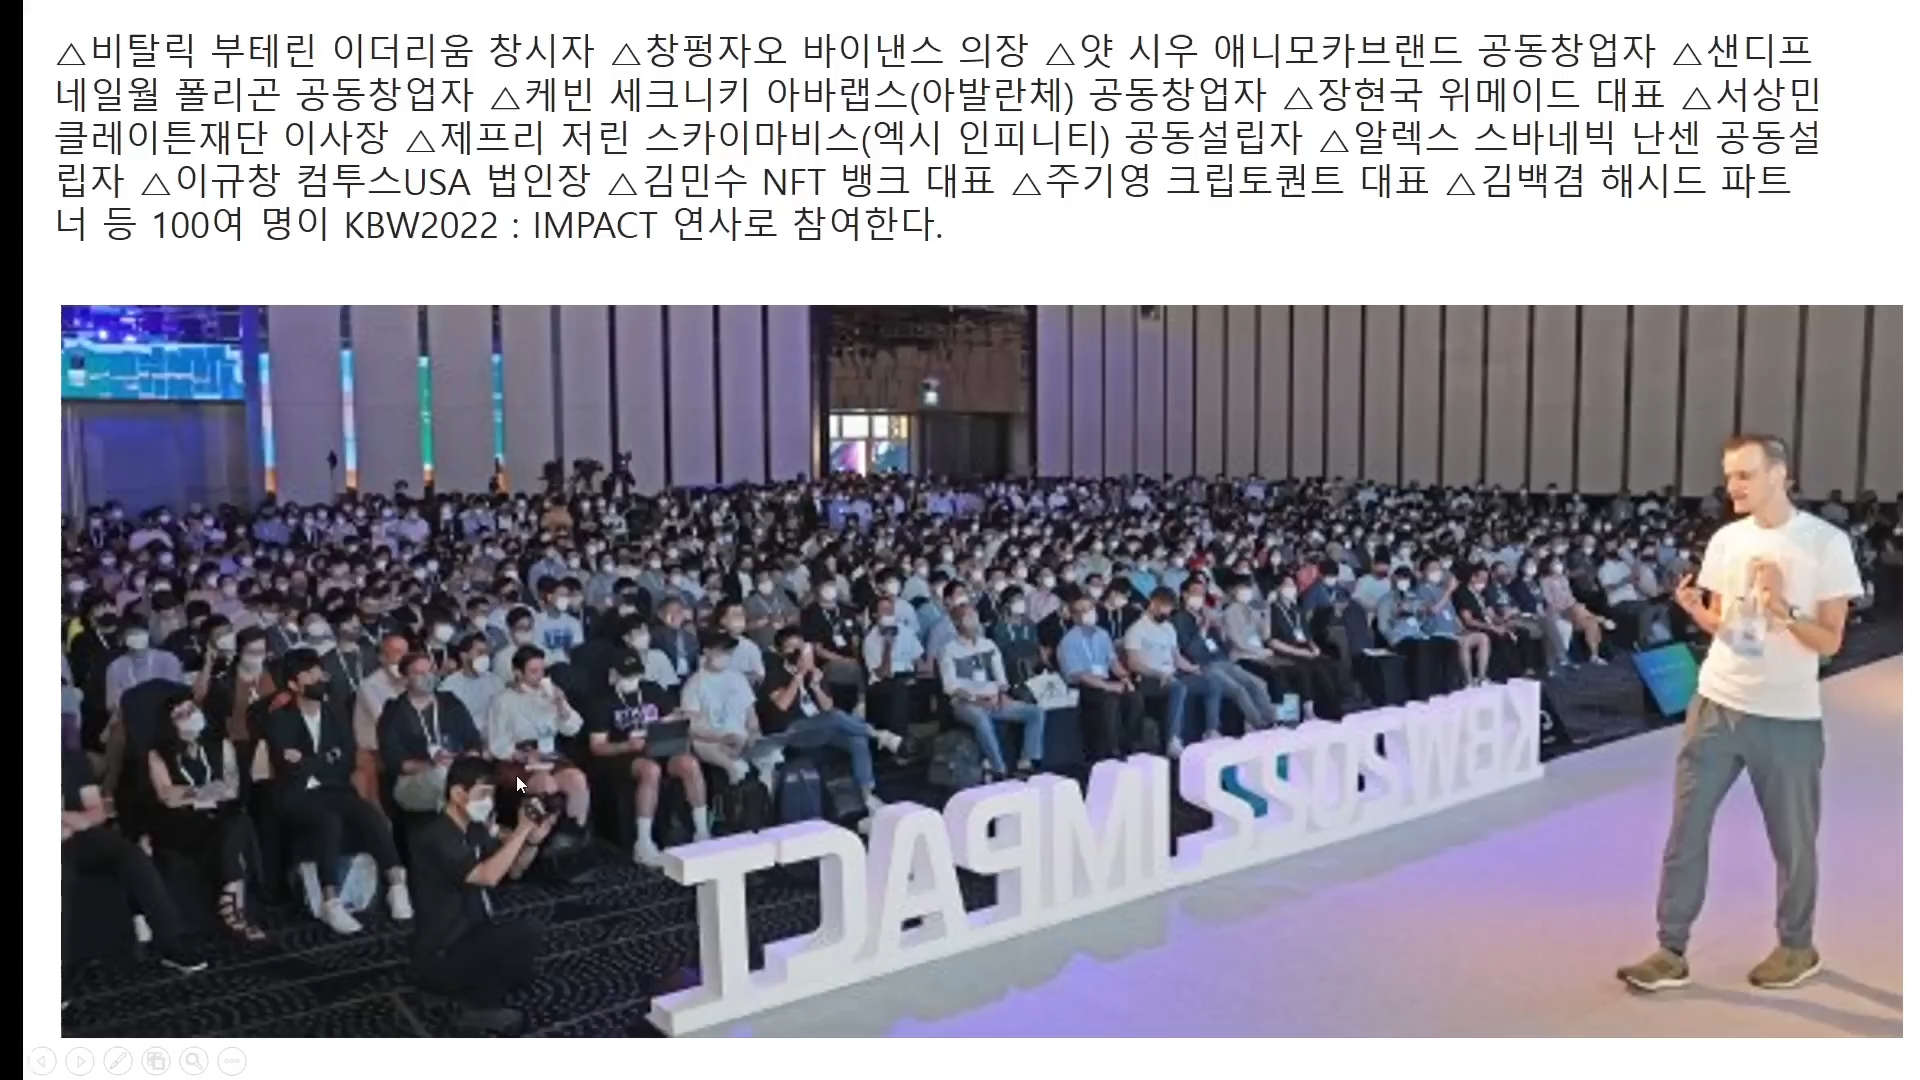 △비탈릭 부테린 이더리움 창시자 △창펑자오 바이낸스 의장 △얏 시우 애니모카브랜드 공동창업자 △샌디프
네일월 폴리곤 공동창업자 △케빈 세크니키 아바랩스(아발란체) 공동창업자 △장현국 위메이드 대표 △서상민
클레이튼재단 이사장 △제프리 저린 스카이마비스(엑시 인피니티) 공동설립자 △알렉스 스바네빅 난센 공동설
립자 △이규창 컴투스USA 법인장 △김민수 NFT 뱅크 대표 △주기영 크립토퀀트 대표 △김백겸 해시드 파트
너 등 100여 명이 KBW2022 : IMPACT 연사로 참여한다.
KBW2022 IMPACT